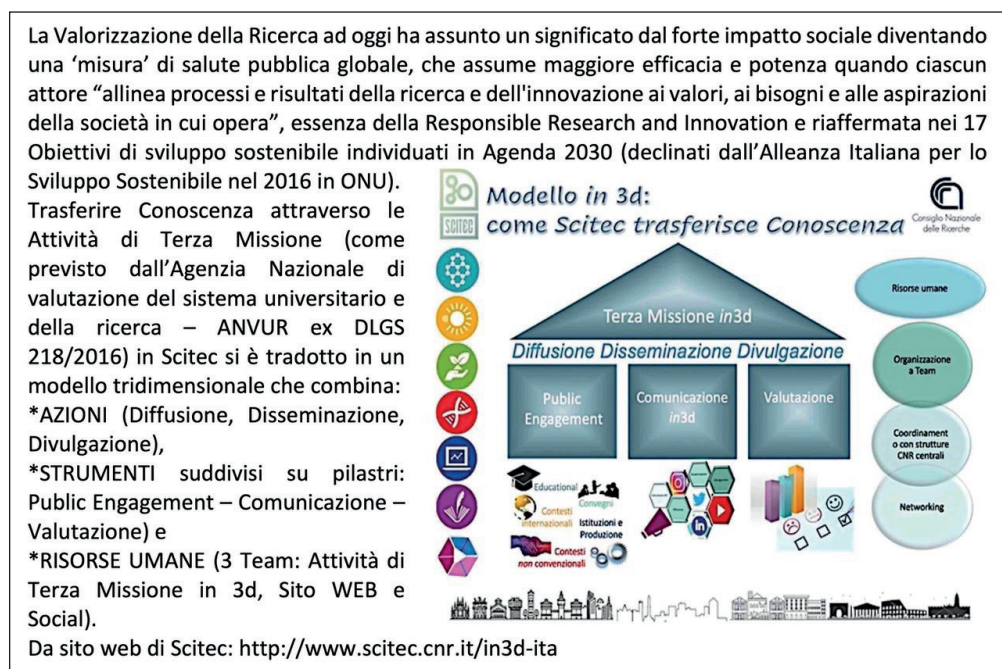 La Valorizzazione della Ricerca ad oggi ha assunto un significato dal forte impatto sociale diventando
una ‘misura’ di salute pubblica globale, che assume maggiore efficacia e potenza quando ciascun
attore “allinea processi e risultati della ricerca e dell'innovazione ai valori, ai bisogni e alle aspirazioni
della società in cui opera”, essenza della Responsible Research and Innovation e riaffermata nei 17
Obiettivi di sviluppo sostenibile individuati in Agenda 2030 (declinati dall’Alleanza Italiana per lo
Sviluppo Sostenibile nel 2016 in ONU).
Trasferire Conoscenza attraverso le
Attività di Terza Missione (come
previsto dall’Agenzia Nazionale di
valutazione del sistema universitario e
della ricerca – ANVUR ex DLGS
218/2016) in Scitec si è tradotto in un
modello tridimensionale che combina:
*AZIONI (Diffusione, Disseminazione,
Divulgazione),
*STRUMENTI suddivisi su pilastri:
Public Engagement – Comunicazione –
Valutazione) e
*RISORSE UMANE (3 Team: Attività di
Terza Missione in 3d, Sito WEB e
Social).
Da sito web di Scitec: http://www.scitec.cnr.it/in3d-ita
SCITEC
Modello in 3d:
come Scitec trasferisce Conoscenza
Consiglio Nazionale
delle Ricerche
Terza Missione in3d
Diffusione Disseminazione Divulgazione
Public
Engagement
Comunicazione
in3d
Valutazione
Educational
Convegni
Contesti
internazionali
Istituzioni e
Produzione
Contesti
non convenzionali
Risorse umane
Organizzazione
a Team
Coordinament
o con strutture
CNR centrali
Networking